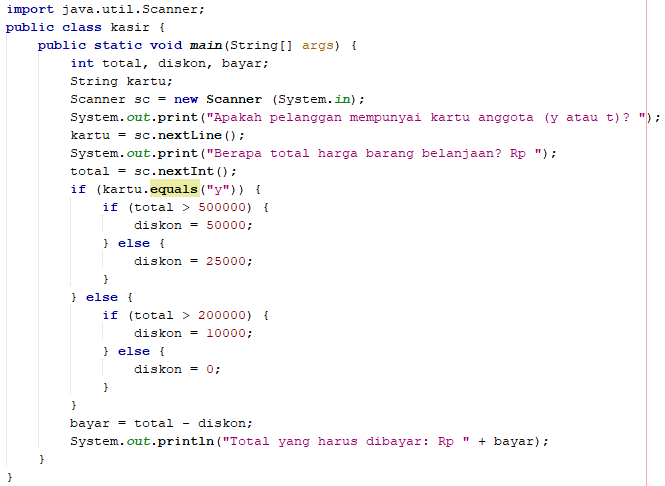 import java.util.Scanner;
public class kasir {
public static void main(String[] args) {
int total, diskon, bayar;
String kartu;
Scanner sc = new Scanner (System.in);
System.out.print("Apakah pelanggan mempunyai kartu anggota (y atau t)? ");
kartu = sc.nextLine();
System.out.print("Berapa total harga barang belanjaan? Rp ");
total = sc.nextInt();
if (kartu.equals("y")) {
if (total > 500000) {
diskon = 50000;
} else {
diskon = 25000;
}
} else {
if (total > 200000) {
diskon = 10000;
} else {
diskon = 0;
}
}
bayar = total - diskon;
System.out.println("Total yang harus dibayar: Rp " + bayar);
}
}